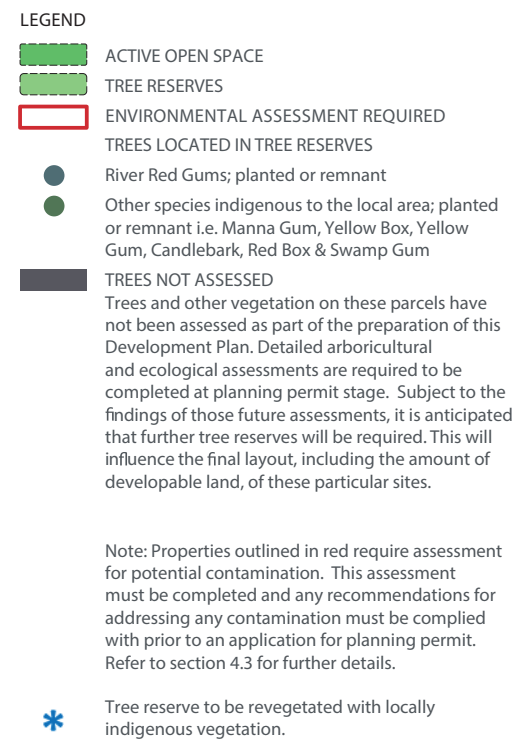 LEGEND
ACTIVE OPEN SPACE
TREE RESERVES
ENVIRONMENTAL ASSESSMENT REQUIRED
TREES LOCATED IN TREE RESERVES
River Red Gums; planted or remnant
Other species indigenous to the local area; planted
or remnant i.e. Manna Gum, Yellow Box, Yellow
Gum, Candlebark, Red Box & Swamp Gum
TREES NOT ASSESSED
Trees and other vegetation on these parcels have
not been assessed as part of the preparation of this
Development Plan. Detailed arboricultural
and ecological assessments are required to be
completed at planning permit stage.  Subject to the
findings of those future assessments, it is anticipated
that further tree reserves will be required. This will
influence the final layout, including the amount of
developable land, of these particular sites.
Note: Properties outlined in red require assessment
for potential contamination.  This assessment
must be completed and any recommendations for
addressing any contamination must be complied
with prior to an application for planning permit.
Refer to section 4.3 for further details.
Tree reserve to be revegetated with locally
indigenous vegetation.